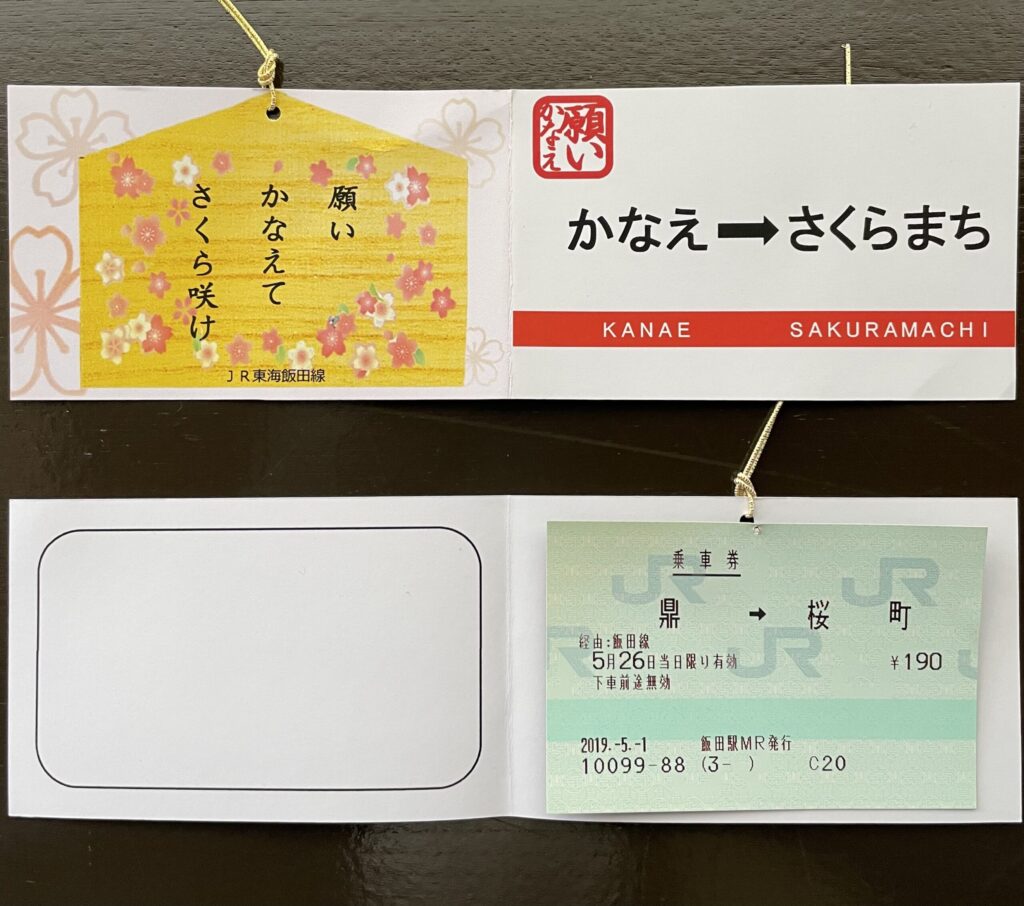 願い
かなえて
さくら咲け
JR東海飯田線
願い
かなえ
かなえ➡さくらまち
KANAE SAKURAMACHI
乗車券
鼎 → 桜町
経由:飯田線
5月26日当日限り有効 ¥190
下車前途無効
2019.-5.-1 飯田駅MR発行
10099-88 (3- ) C20
JR
JR
JR